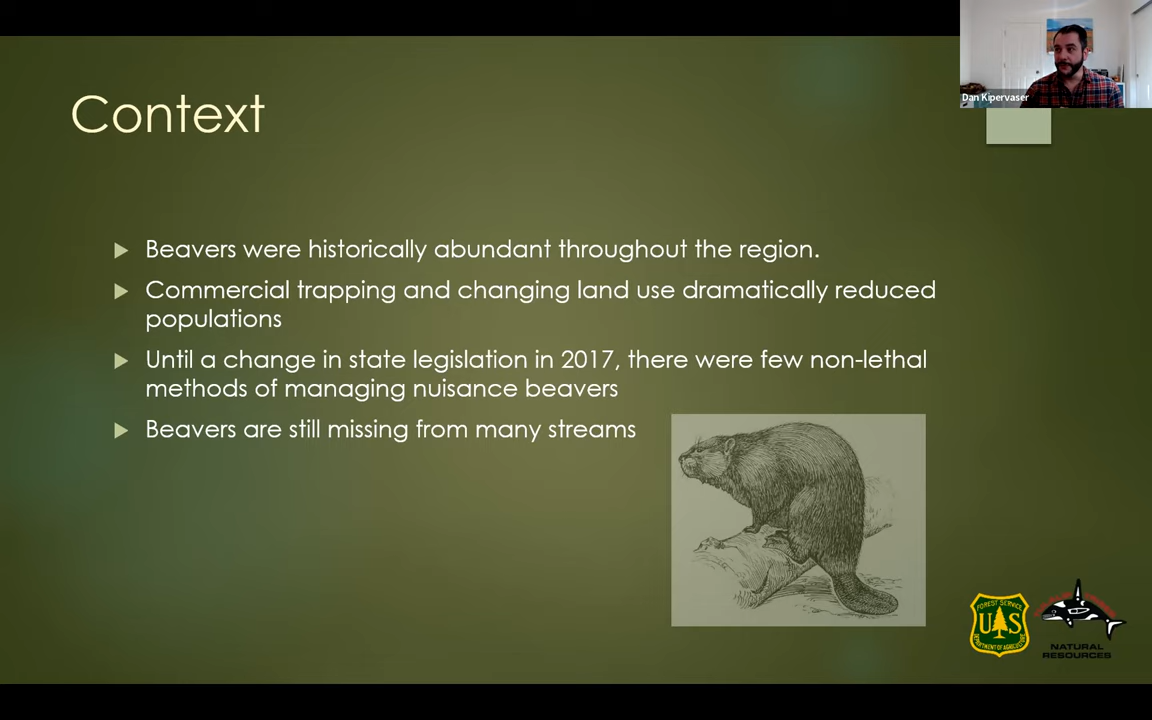 Dan Kipervaser
Context
Beavers were historically abundant throughout the region.
Commercial trapping and changing land use dramatically reduced
populations
Until a change in state legislation in 2017, there were few non-lethal
methods of managing nuisance beavers
Beavers are still missing from many streams
FOREST SERVICE
U S
DEPARTMENT OF AGRICULTURE
NATURAL
RESOURCES